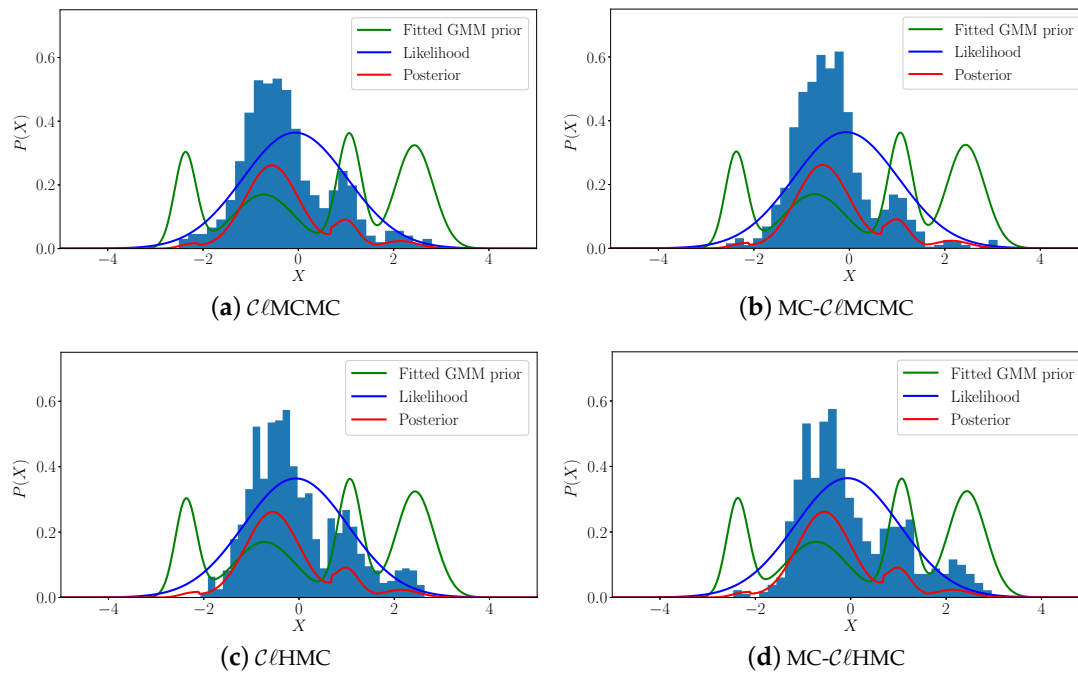 Fitted GMM prior
Likelihood
Posterior
P(X)
0.6
0.4
0.2
0.0
−4 −2 0 2 4
X
(a) CℓMCMC
Fitted GMM prior
Likelihood
Posterior
P(X)
0.6
0.4
0.2
0.0
−4 −2 0 2 4
X
(b) MC-CℓMCMC
Fitted GMM prior
Likelihood
Posterior
P(X)
0.6
0.4
0.2
0.0
−4 −2 0 2 4
X
(c) CℓHMC
Fitted GMM prior
Likelihood
Posterior
P(X)
0.6
0.4
0.2
0.0
−4 −2 0 2 4
X
(d) MC-CℓHMC